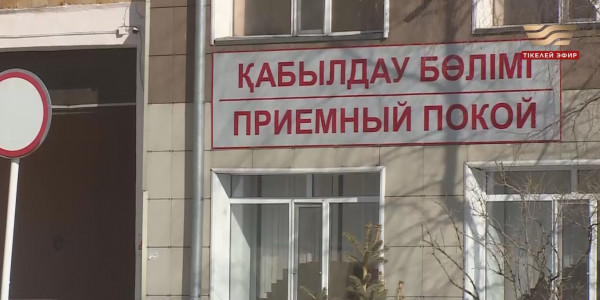 ТІКЕЛЕЙ ЭФИР
ҚАБЫЛДАУ БӨЛІМІ
ПРИЕМНЫЙ ПОКОЙ